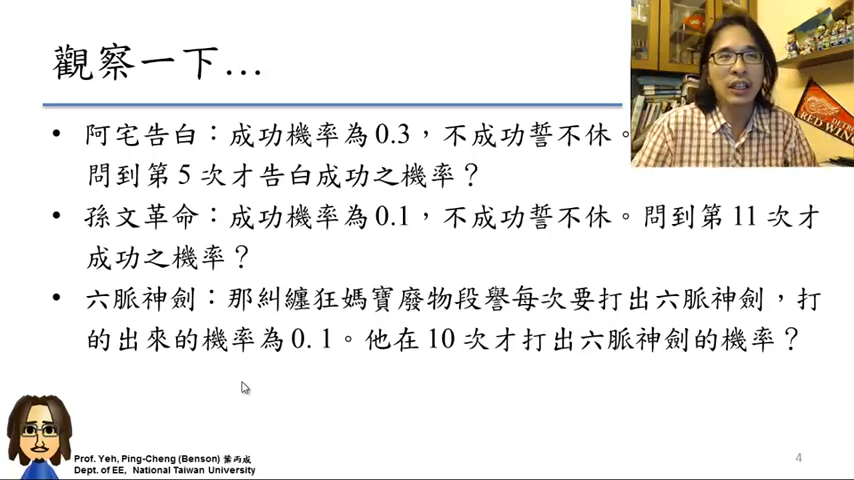 觀察一下…
• 阿宅告白：成功機率為 0.3，不成功誓不休。
問到第 5 次才告白成功之機率？
• 孫文革命：成功機率為 0.1，不成功誓不休。問到第 11 次才
成功之機率？
• 六脈神劍：那糾纏狂媽寶廢物段譽每次要打出六脈神劍，打
的出來的機率為 0. 1。他在 10 次才打出六脈神劍的機率？
DETROIT
RED WINGS
Prof. Yeh, Ping-Cheng (Benson) 葉丙成
Dept. of EE, National Taiwan University
4